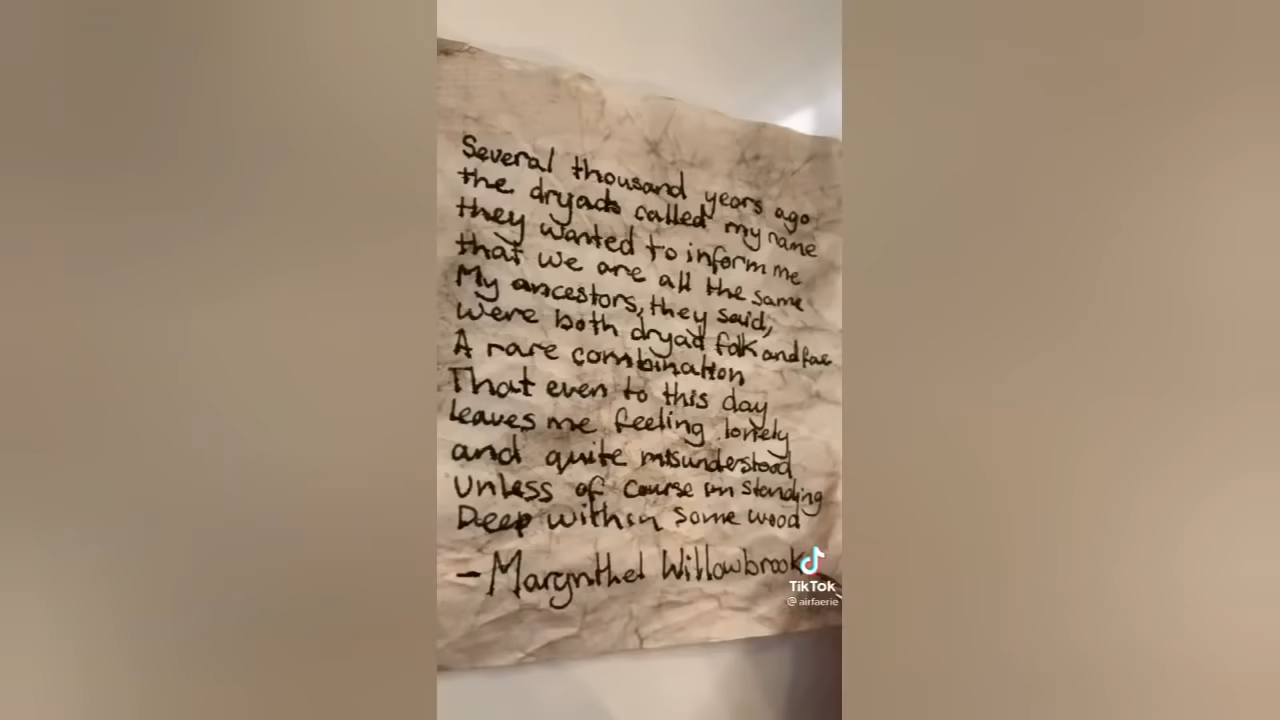 Several thousand years ago
the dryads called my name
they wanted to inform me
that we are all the same
My ancestors, they said,
were both dryad folk and fae
A rare combination
That even to this day
leaves me feeling lonely
and quite misunderstood
Unless of course im standing
Deep within some wood
- Marynthel Willowbrook
TikTok
@airfaerie